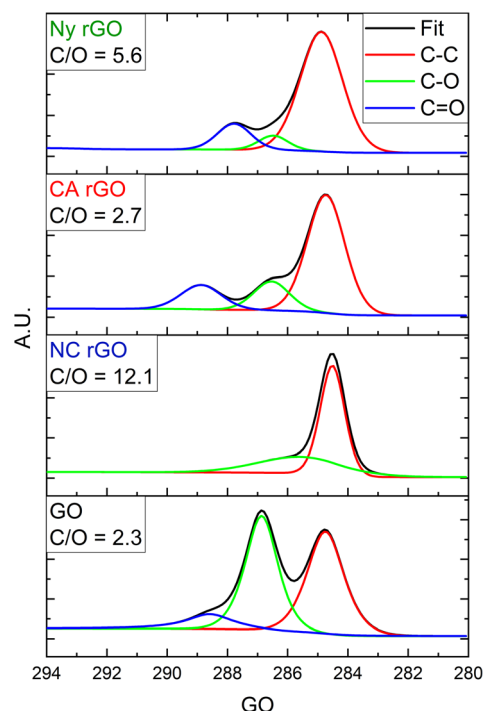 Ny rGO
C/O = 5.6
Fit
C-C
C-O
C=O
CA rGO
C/O = 2.7
A.U.
NC rGO
C/O = 12.1
GO
C/O = 2.3
294 292 290 288 286 284 282 280
GO